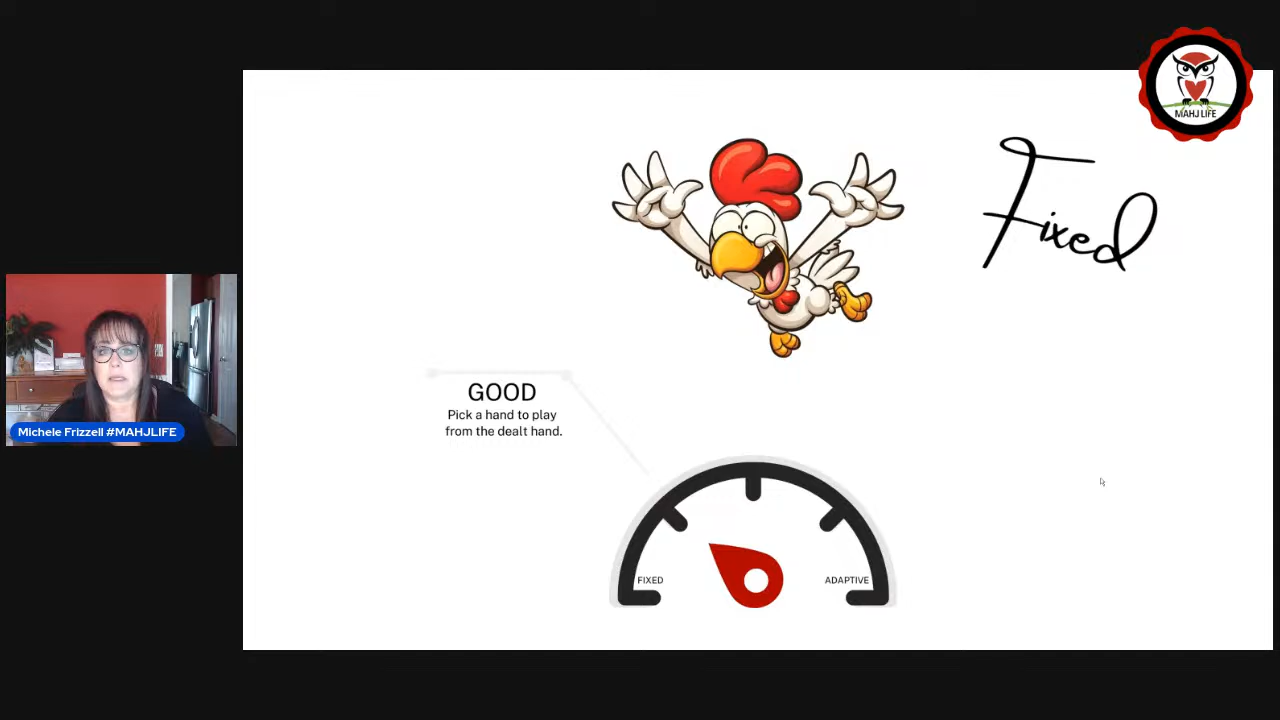 MAHJ LIFE
Fixed
GOOD
Pick a hand to play
from the dealt hand.
Michele Frizzell #MAHJLIFE
FIXED
ADAPTIVE